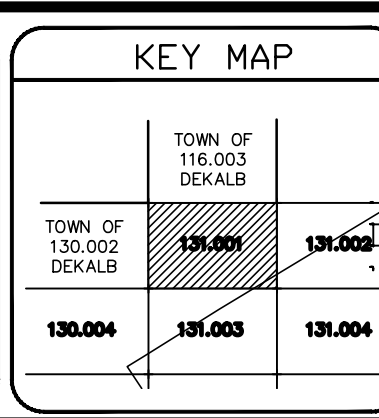 KEY MAP
TOWN OF
116.003
DEKALB
TOWN OF
130.002
DEKALB
131.001
131.002
130.004
131.003
131.004